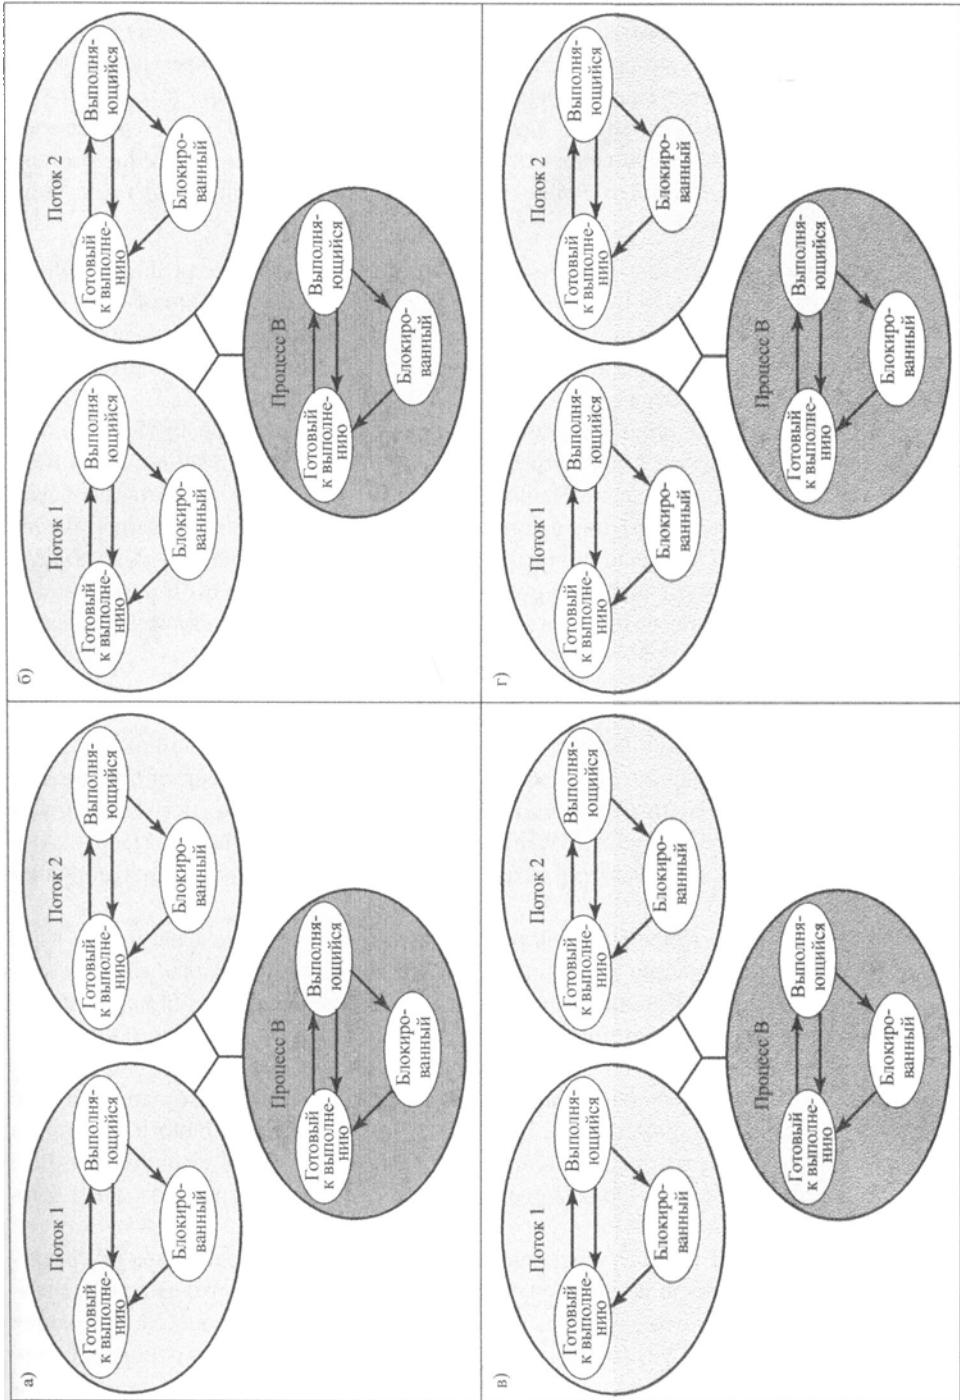 а)
Поток 1
Готовый
к выполне-
нию
Выполня-
ющийся
Блокиро-
ванный
Поток 2
Готовый
к выполне-
нию
Выполня-
ющийся
Блокиро-
ванный
Процесс B
Готовый
к выполне-
нию
Выполня-
ющийся
Блокиро-
ванный
б)
Поток 1
Готовый
к выполне-
нию
Выполня-
ющийся
Блокиро-
ванный
Поток 2
Готовый
к выполне-
нию
Выполня-
ющийся
Блокиро-
ванный
Процесс B
Готовый
к выполне-
нию
Выполня-
ющийся
Блокиро-
ванный
в)
Поток 1
Готовый
к выполне-
нию
Выполня-
ющийся
Блокиро-
ванный
Поток 2
Готовый
к выполне-
нию
Выполня-
ющийся
Блокиро-
ванный
Процесс B
Готовый
к выполне-
нию
Выполня-
ющийся
Блокиро-
ванный
г)
Поток 1
Готовый
к выполне-
нию
Выполня-
ющийся
Блокиро-
ванный
Поток 2
Готовый
к выполне-
нию
Выполня-
ющийся
Блокиро-
ванный
Процесс B
Готовый
к выполне-
нию
Выполня-
ющийся
Блокиро-
ванный